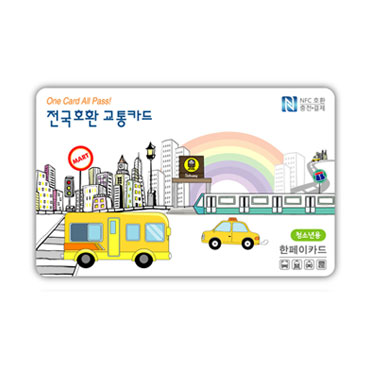 One Card All Pass!
전국호환 교통카드
NFC 호환
충전•결제
MART
Subway
청소년용
한페이카드